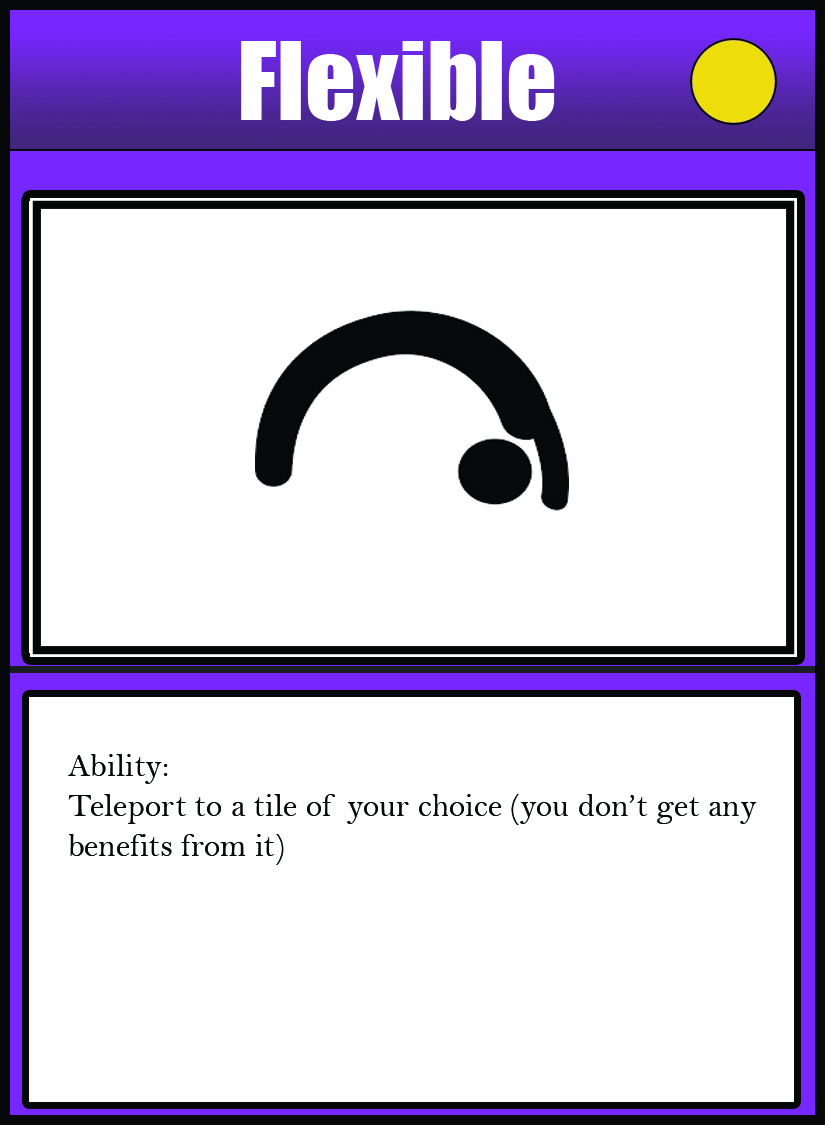 Flexible
Ability:
Teleport to a tile of your choice (you don’t get any
benefits from it)